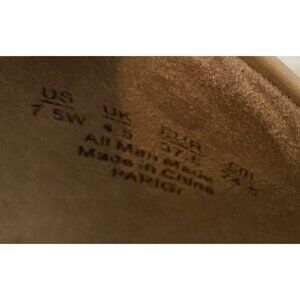 US UK EUR cm
7.5W 4.5 37.5 24.5
All Man Made
Made in China
PARIGI